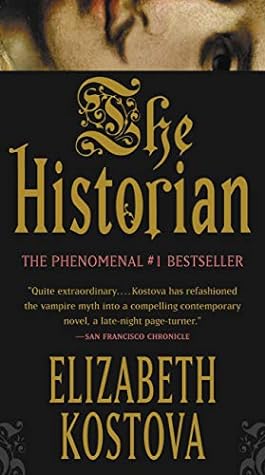 The
Historian
THE PHENOMENAL #1 BESTSELLER
"Quite extraordinary.... Kostova has refashioned
the vampire myth into a compelling contemporary
novel, a late-night page-turner."
—SAN FRANCISCO CHRONICLE
ELIZABETH
KOSTOVA